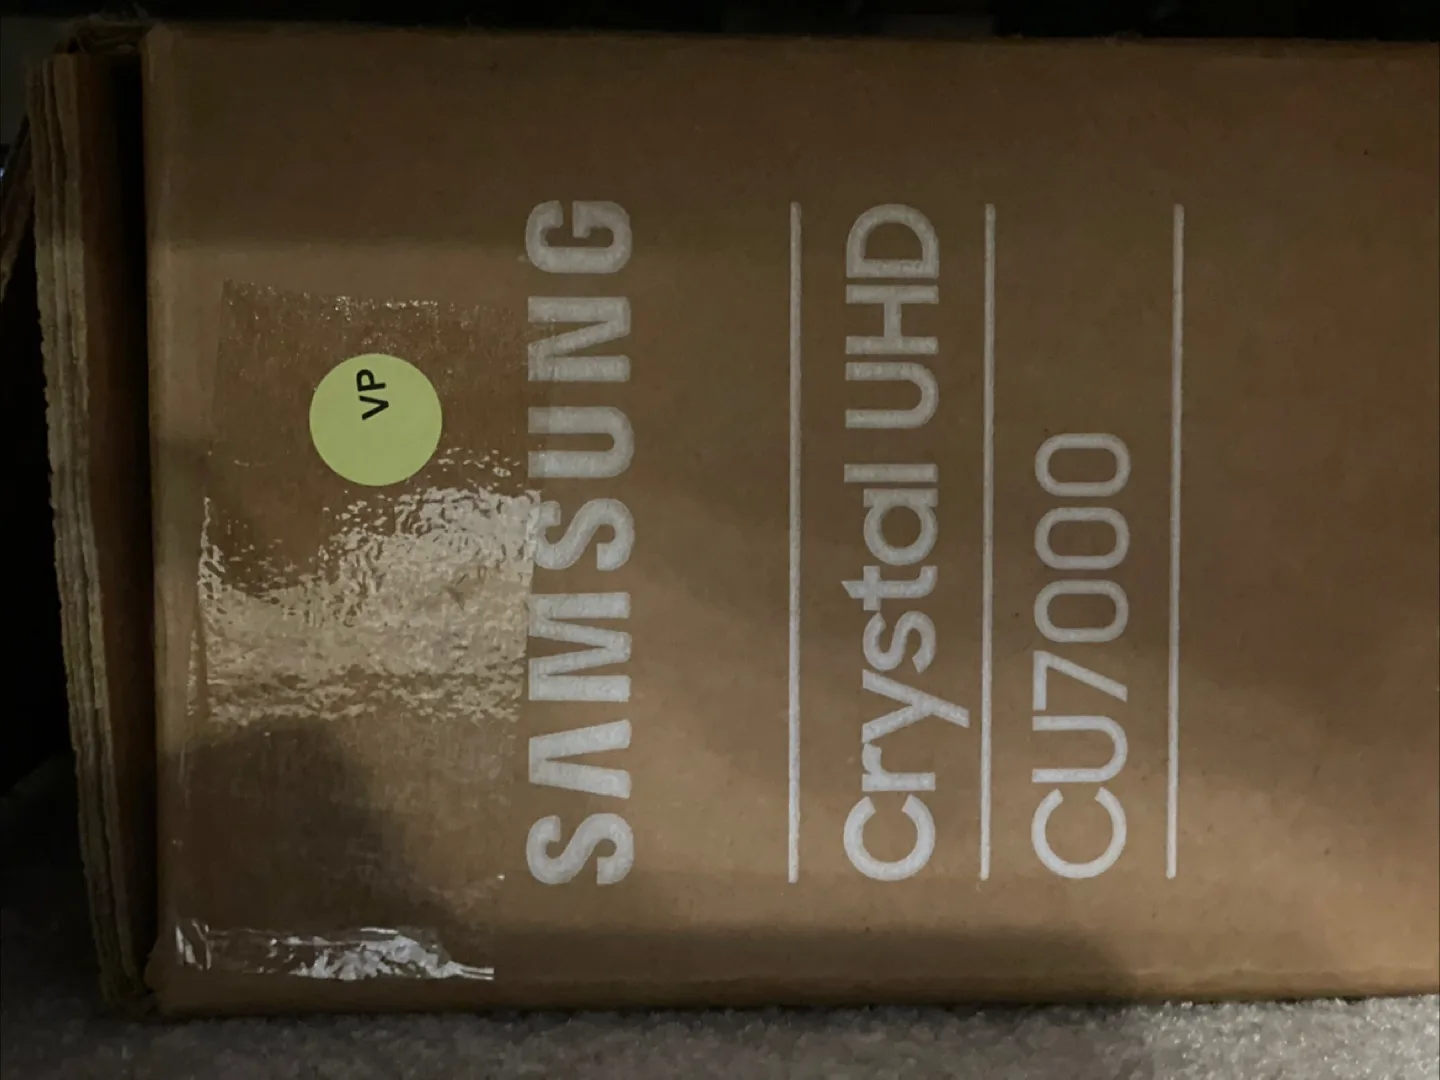 VP
SAMSUNG
Crystal UHD
CU7000